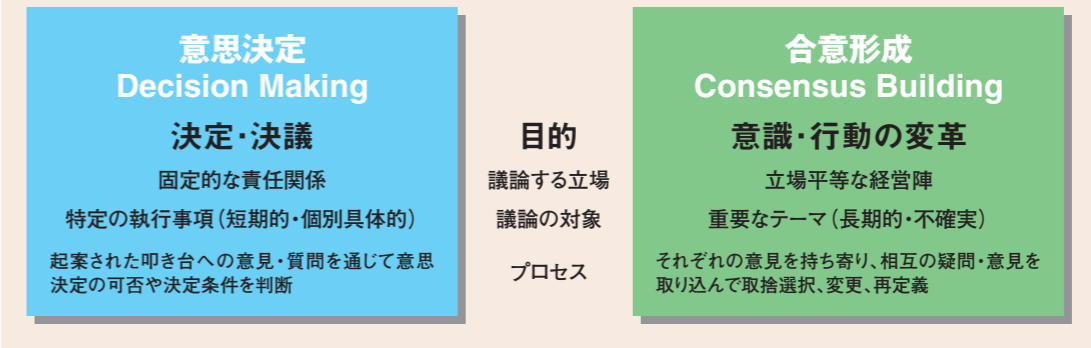 意思決定
Decision Making
決定・決議
固定的な責任関係
特定の執行事項(短期的・個別具体的)
起案された叩き台への意見・質問を通じて意思
決定の可否や決定条件を判断
目的
議論する立場
議論の対象
プロセス
合意形成
Consensus Building
意識・行動の変革
立場平等な経営陣
重要なテーマ(長期的・不確実)
それぞれの意見を持ち寄り、相互の疑問・意見を
取り込んで取捨選択、変更、再定義